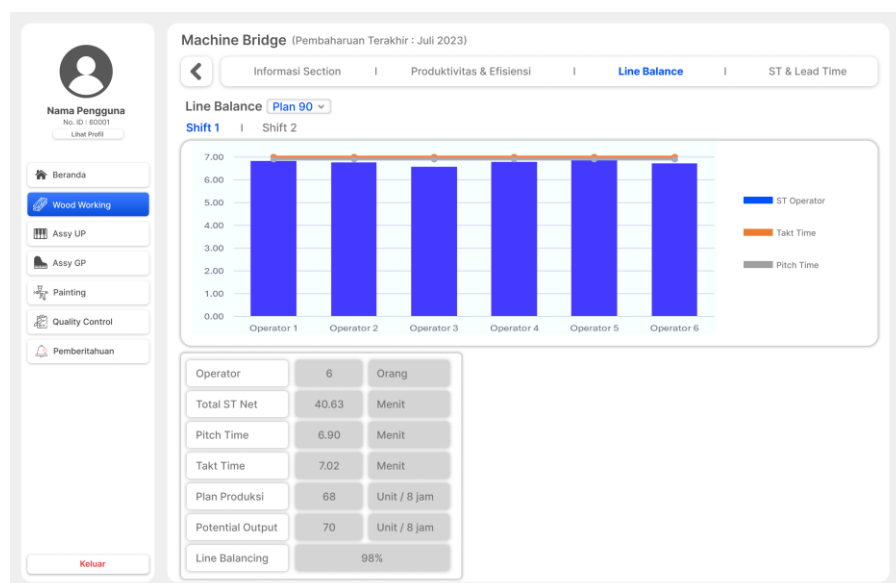 Nama Pengguna
No. ID : 60001
Lihat Profil
Beranda
Wood Working
Assy UP
Assy GP
Painting
Quality Control
Pemberitahuan
Keluar
Machine Bridge (Pembaharuan Terakhir : Juli 2023)
Informasi Section | Produktivitas & Efisiensi | Line Balance | ST & Lead Time
Line Balance Plan 90
Shift 1 | Shift 2
7.00
6.00
5.00
4.00
3.00
2.00
1.00
0.00
Operator 1 Operator 2 Operator 3 Operator 4 Operator 5 Operator 6
ST Operator
Takt Time
Pitch Time
Operator 6 Orang
Total ST Net 40.63 Menit
Pitch Time 6.90 Menit
Takt Time 7.02 Menit
Plan Produksi 68 Unit / 8 jam
Potential Output 70 Unit / 8 jam
Line Balancing 98%